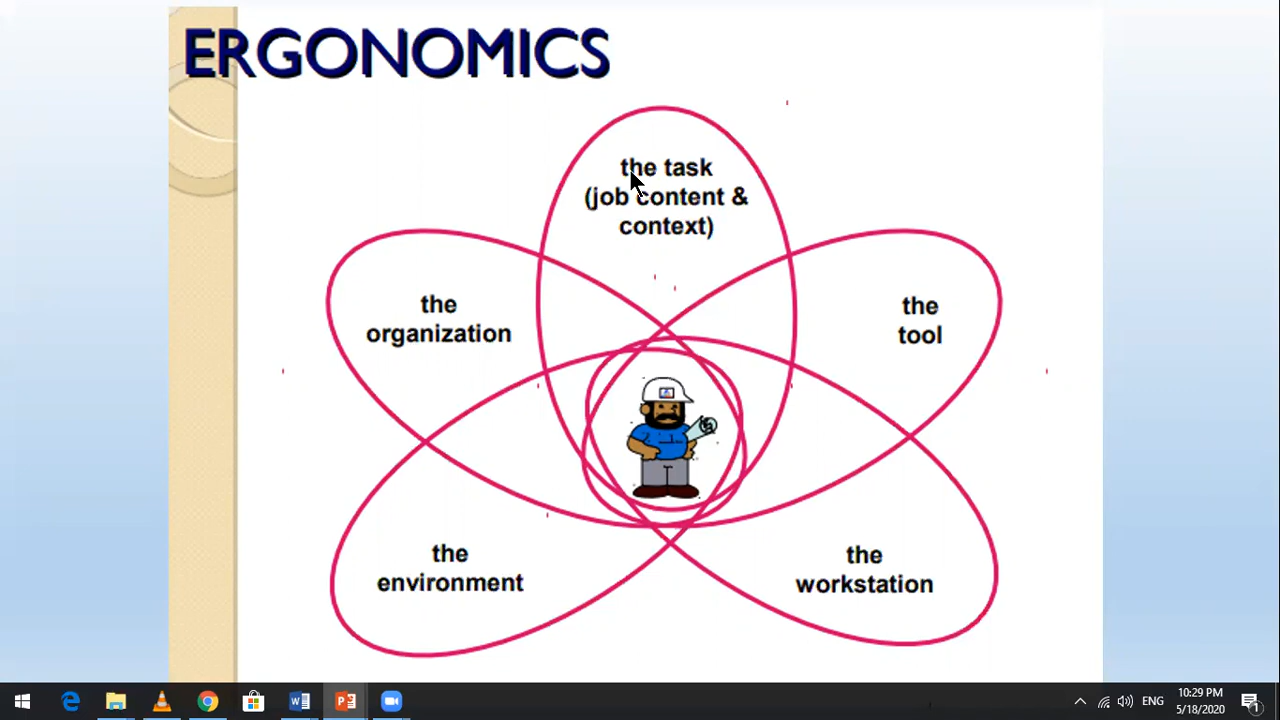 ERGONOMICS
the task
(job content &
context)
the
organization
the
tool
the
environment
the
workstation
ENG
10:29 PM
5/18/2020
1